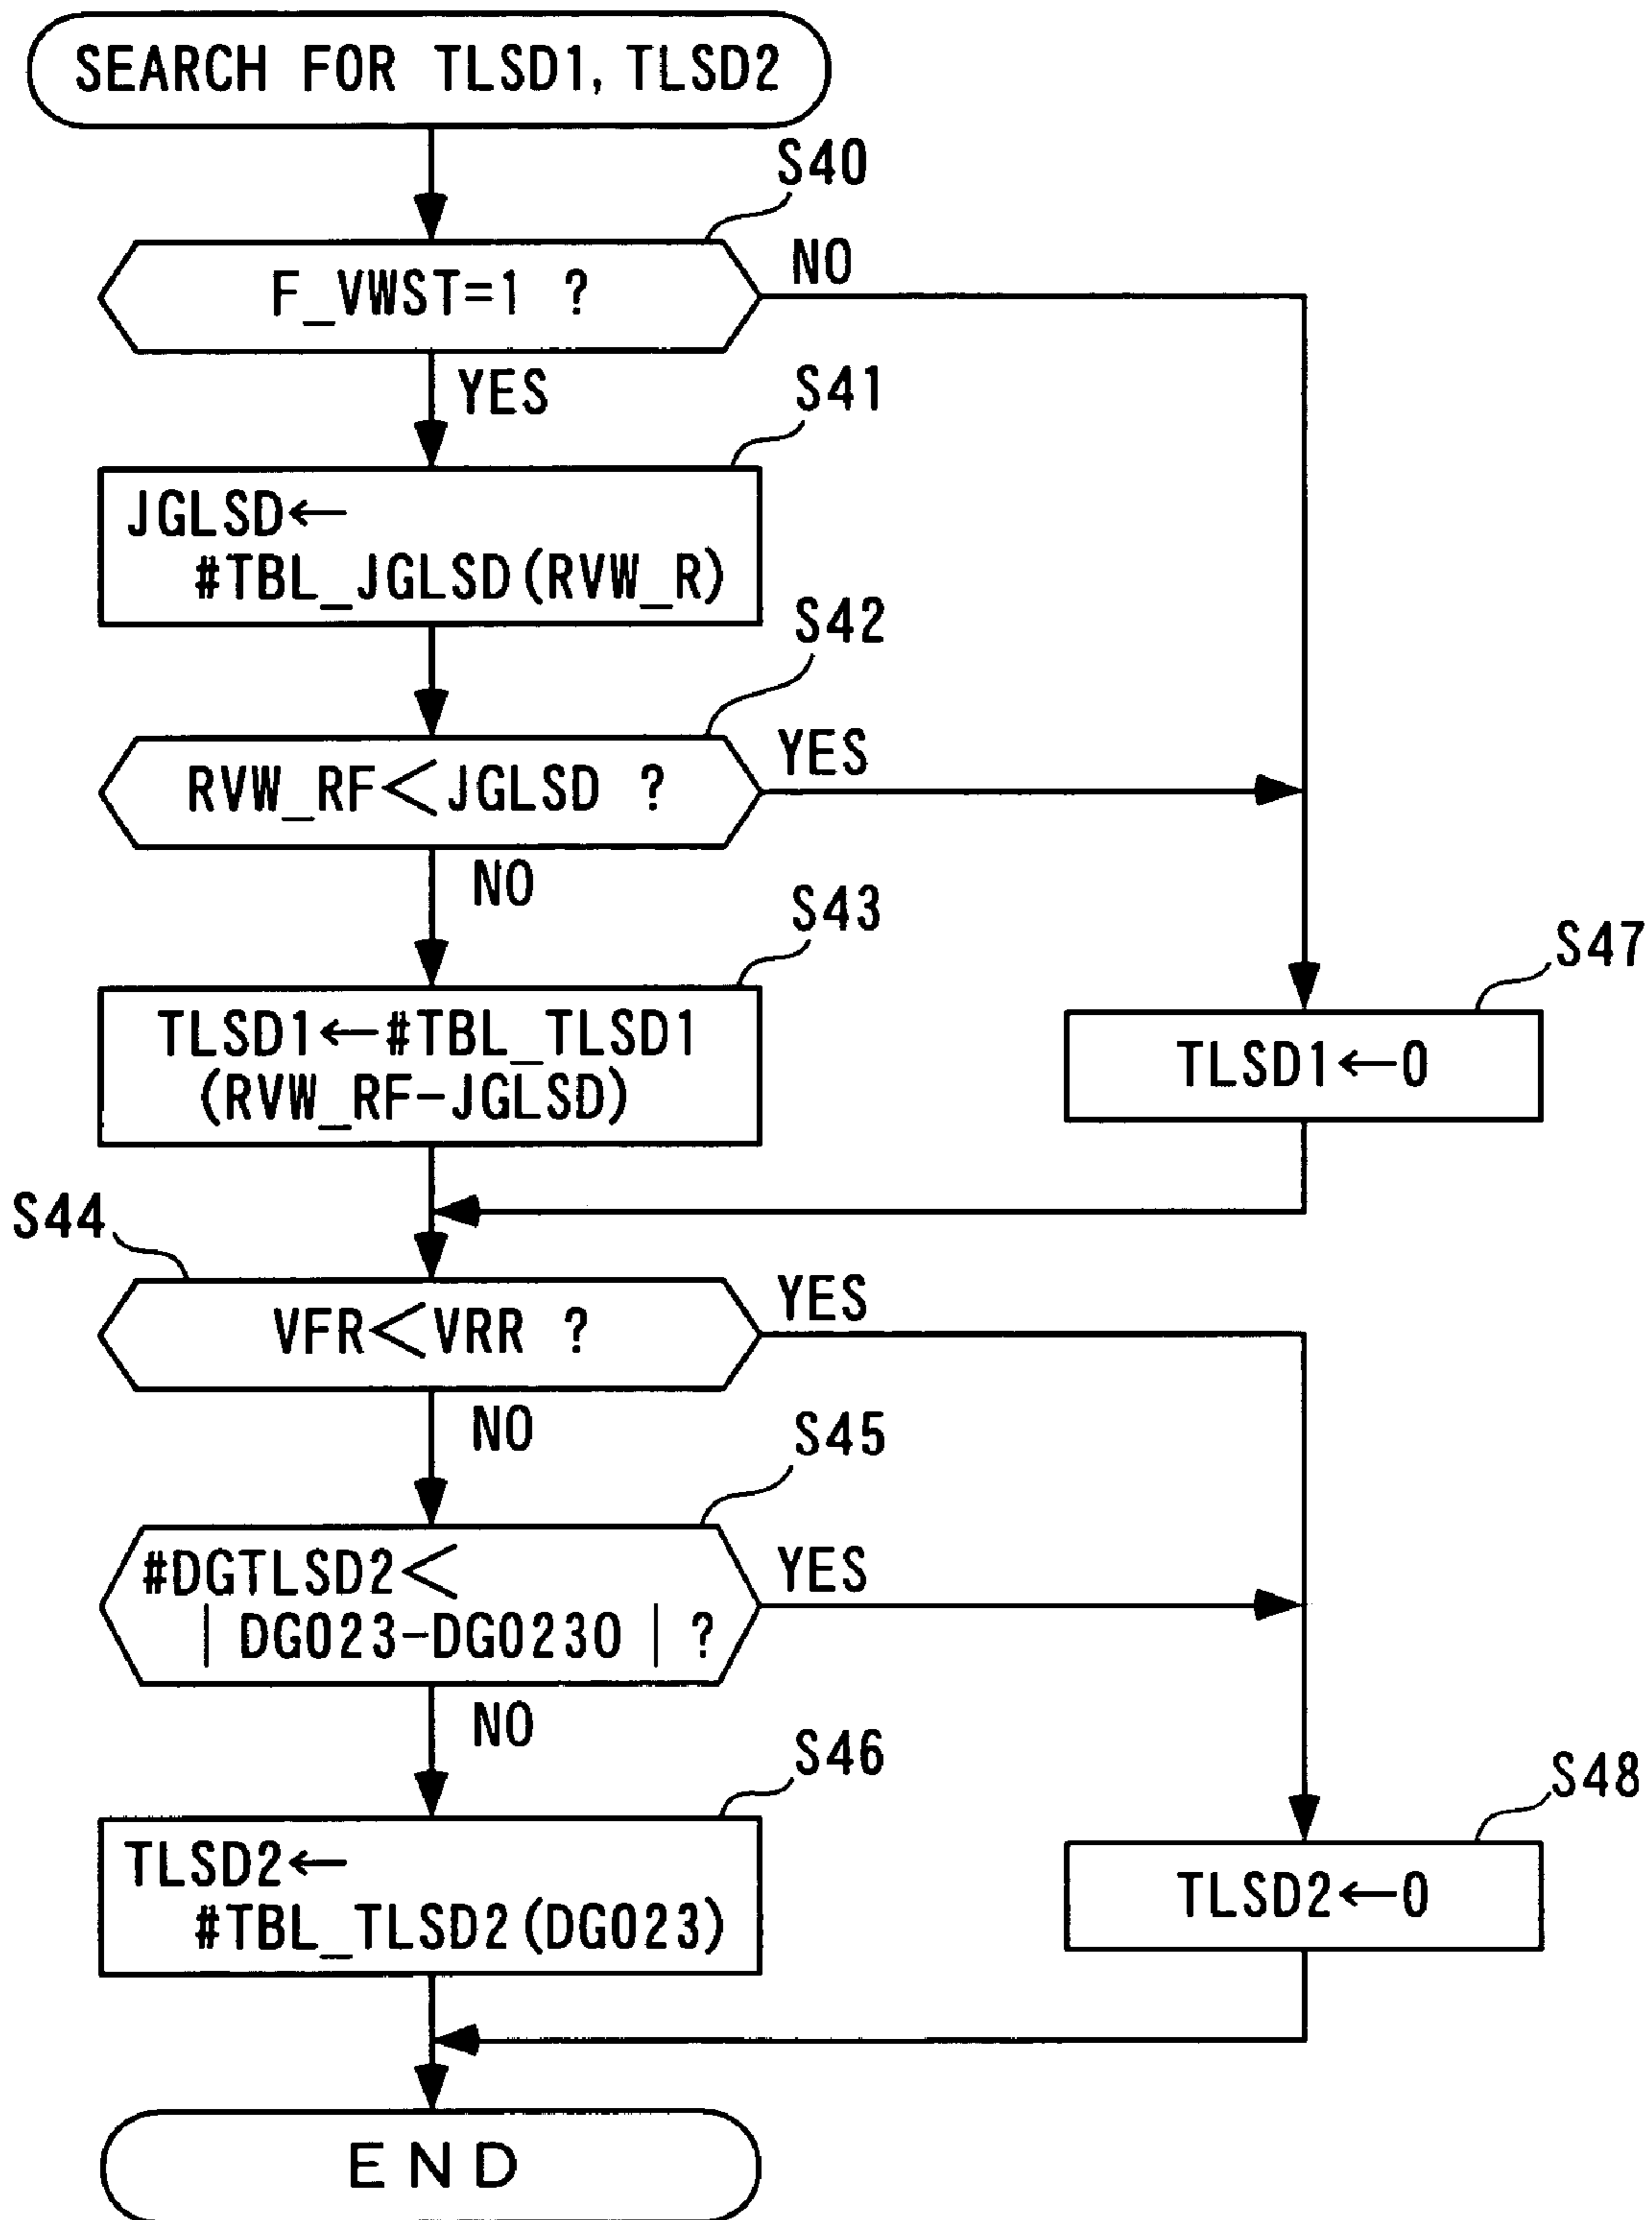 SEARCH FOR TLSD1, TLSD2
S40
F_VWST=1 ?
NO
YES
S41
JGLSD←
#TBL_JGLSD(RVW_R)
S42
RVW_RF<JGLSD ?
YES
NO
S43
TLSD1←#TBL_TLSD1
(RVW_RF-JGLSD)
S47
TLSD1←0
S44
VFR<VRR ?
YES
NO
S45
#DGTLSD2<
| DG023-DG0230 | ?
YES
NO
S46
TLSD2←
#TBL_TLSD2(DG023)
S48
TLSD2←0
END